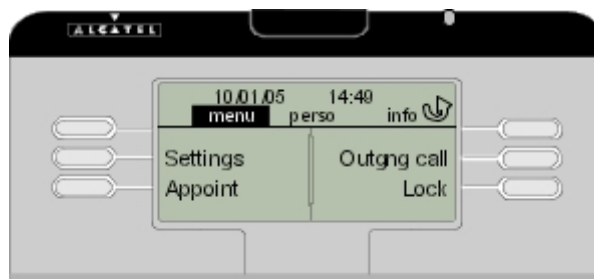 ALCATEL
10/01/05 14:49
menu perso info
Settings Outgng call
Appoint Lock